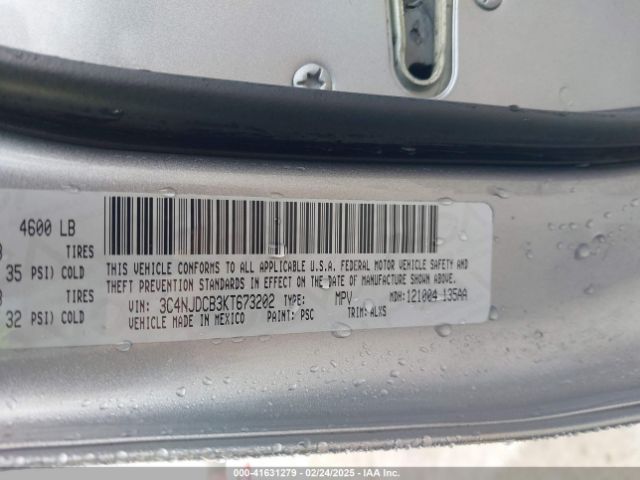 4600 LB
TIRES
35 PSI) COLD
TIRES
32 PSI) COLD
THIS VEHICLE CONFORMS TO ALL APPLICABLE U.S.A. FEDERAL MOTOR VEHICLE SAFETY AND
THEFT PREVENTION STANDARDS IN EFFECT ON THE DATE OF MANUFACTURE SHOWN ABOVE.
VIN: 3C4NJDCB3KT673202 TYPE: MPV MDH: 121004 135AA
VEHICLE MADE IN MEXICO PAINT: PSC TRIM: ALXS
00-41631279 — 02/24/2025 — IAA Inc.